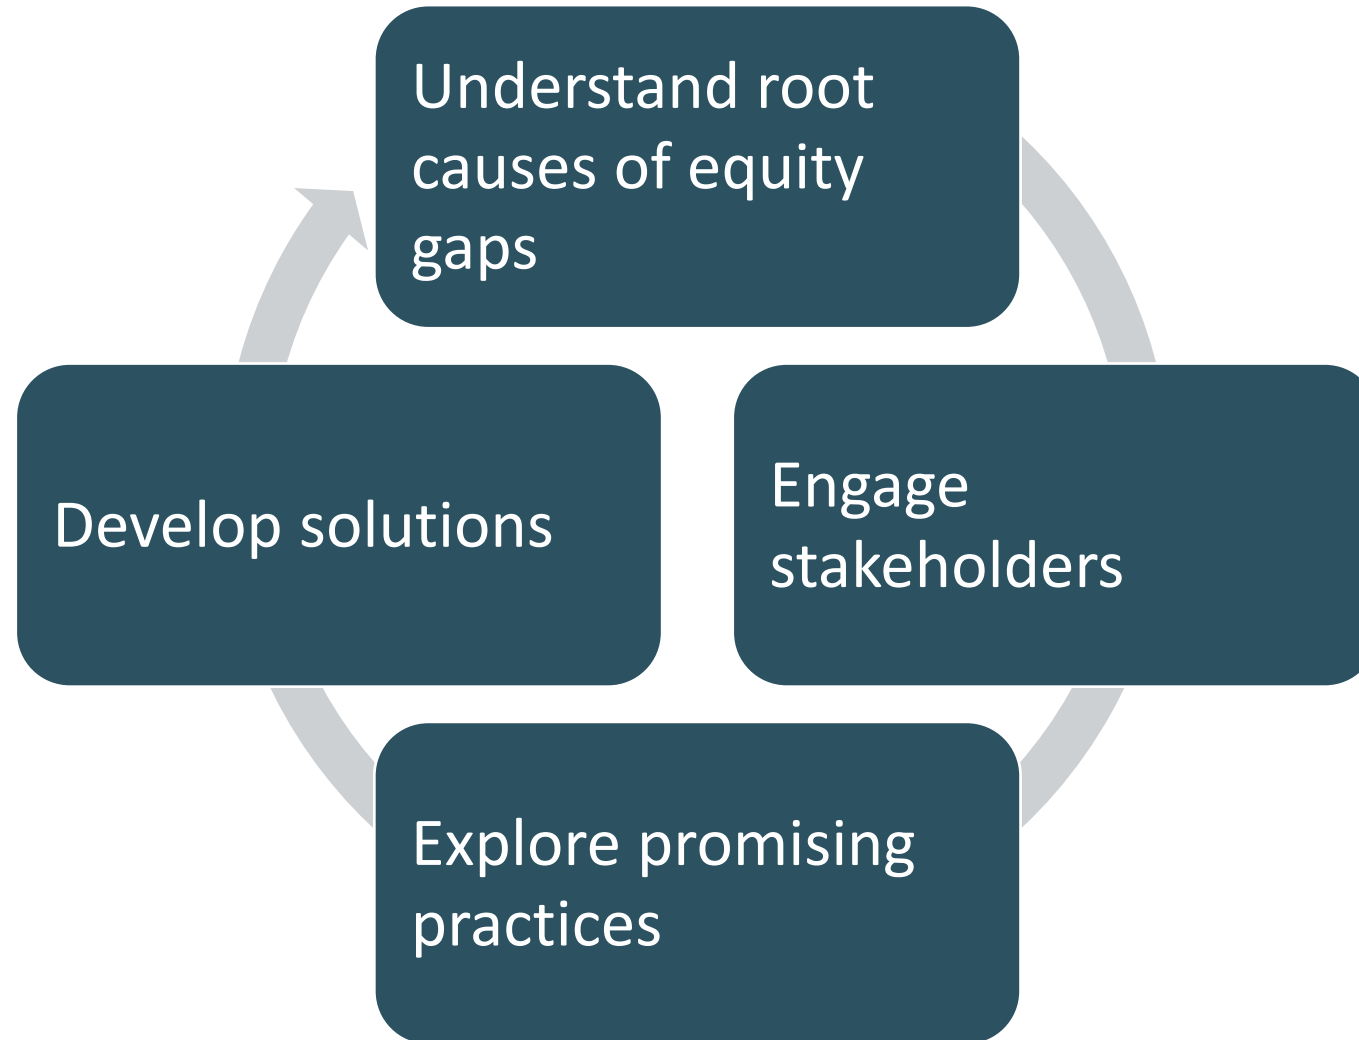 Understand root
causes of equity
gaps
Engage
stakeholders
Explore promising
practices
Develop solutions